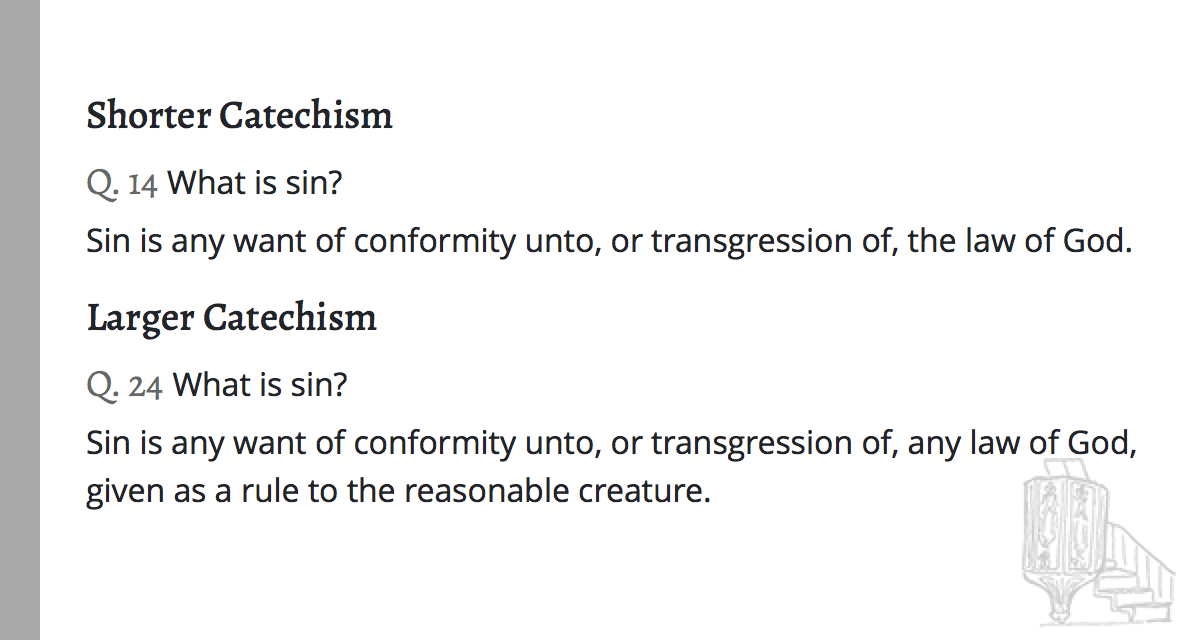 Shorter Catechism
Q. 14 What is sin?
Sin is any want of conformity unto, or transgression of, the law of God.
Larger Catechism
Q. 24 What is sin?
Sin is any want of conformity unto, or transgression of, any law of God,
given as a rule to the reasonable creature.